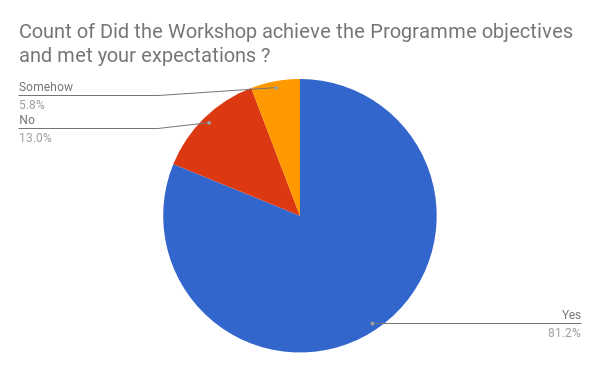 Count of Did the Workshop achieve the Programme objectives
and met your expectations ?
Somehow
5.8%
No
13.0%
Yes
81.2%